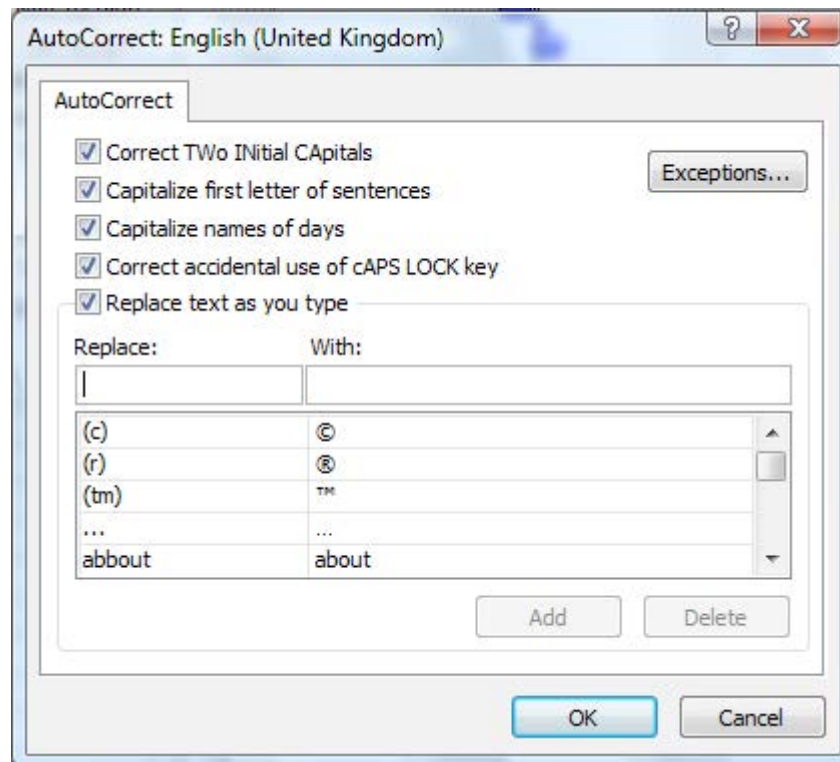 AutoCorrect: English (United Kingdom)
AutoCorrect
Correct TWo INitial CApitals
Exceptions...
Capitalize first letter of sentences
Capitalize names of days
Correct accidental use of cAPS LOCK key
Replace text as you type
Replace: With:
(c) ©
(r) ®
(tm) ™
... …
abbout about
Add Delete
OK Cancel